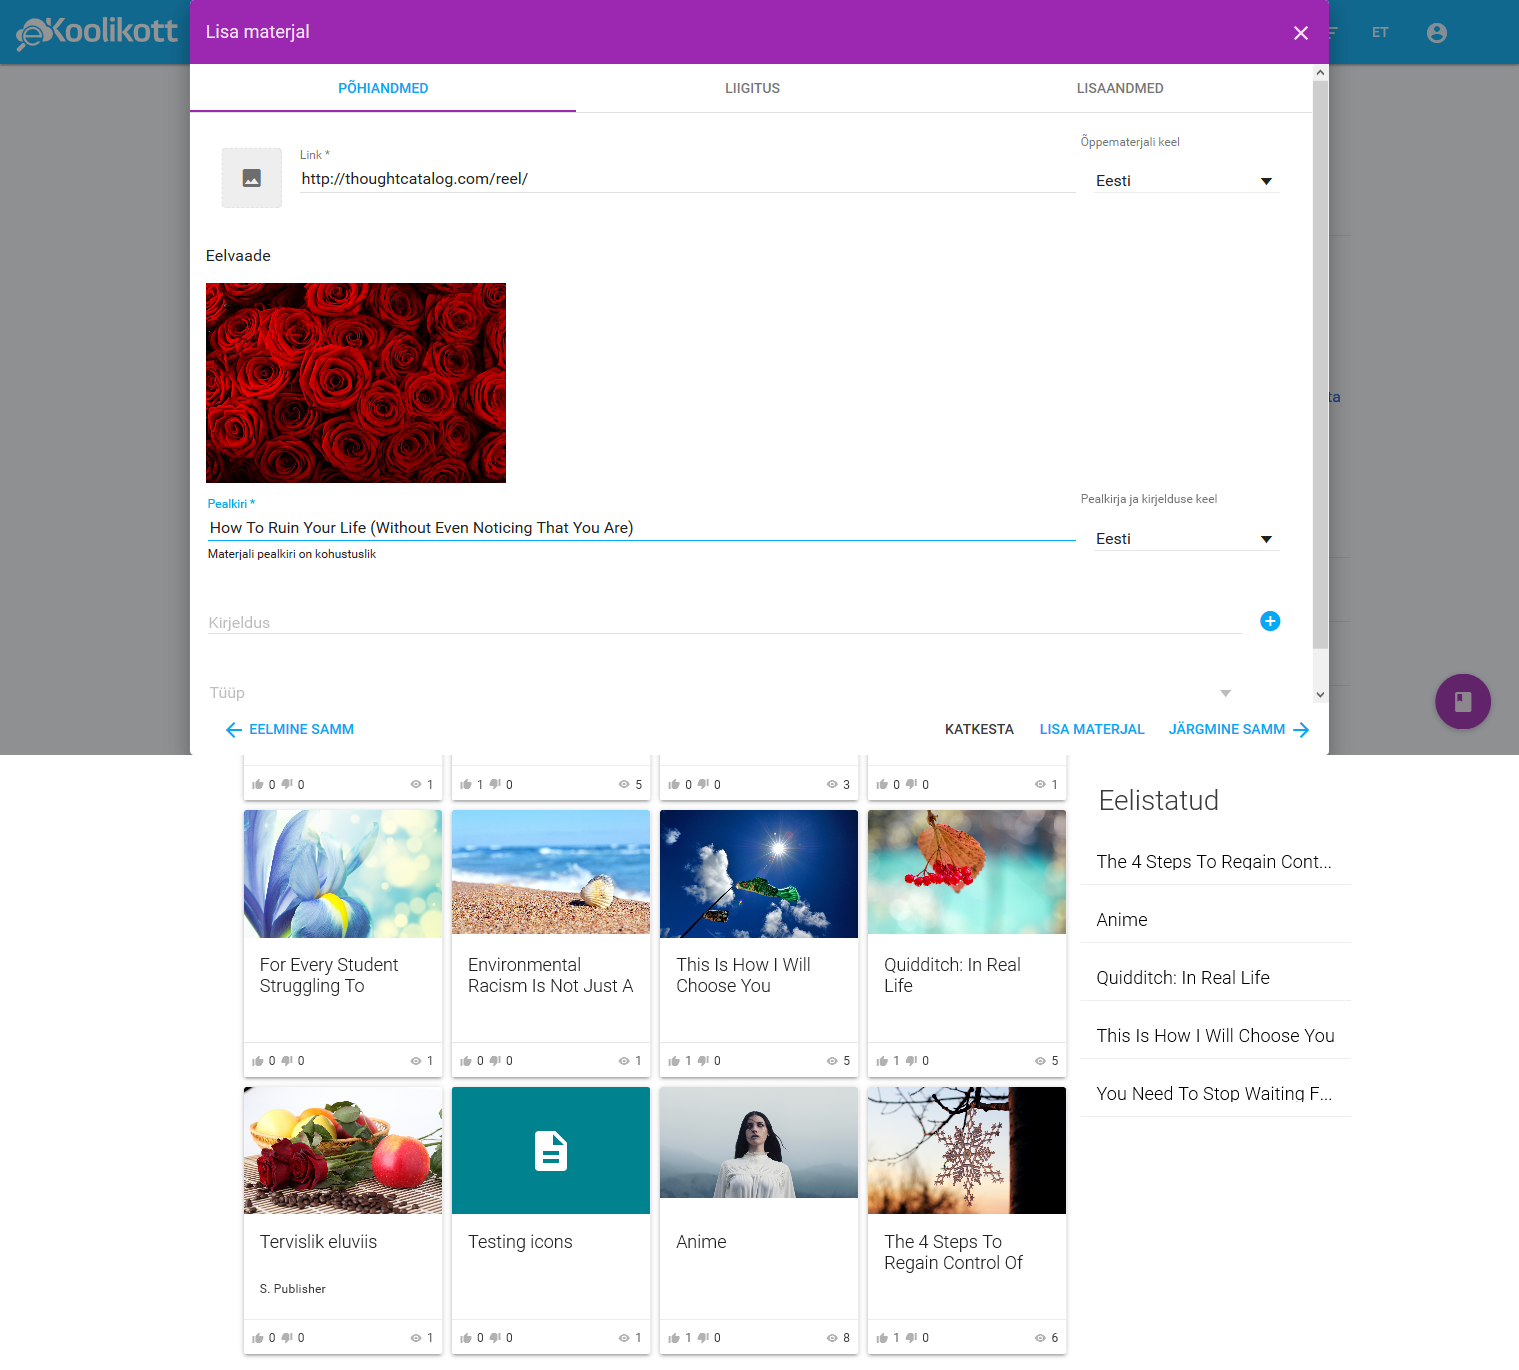 eKoolikott
Lisa materjal
ET
PÕHIANDMED
LIIGITUS
LISAANDMED
Link *
http://thoughtcatalog.com/reel/
Õppematerjali keel
Eesti
Eelvaade
ta
Pealkiri *
How To Ruin Your Life (Without Even Noticing That You Are)
Materjali pealkiri on kohustuslik
Pealkirja ja kirjelduse keel
Eesti
Kirjeldus
Tüüp
EELMINE SAMM
KATKESTA
LISA MATERJAL
JÄRGMINE SAMM
0 0 1
1 0 5
0 0 3
0 0 1
For Every Student
Struggling To
0 0 1
Environmental
Racism Is Not Just A
0 0 1
This Is How I Will
Choose You
1 0 5
Quidditch: In Real
Life
1 0 5
Tervislik eluviis
S. Publisher
0 0 1
Testing icons
0 0 1
Anime
1 0 8
The 4 Steps To
Regain Control Of
1 0 6
Eelistatud
The 4 Steps To Regain Cont...
Anime
Quidditch: In Real Life
This Is How I Will Choose You
You Need To Stop Waiting F...